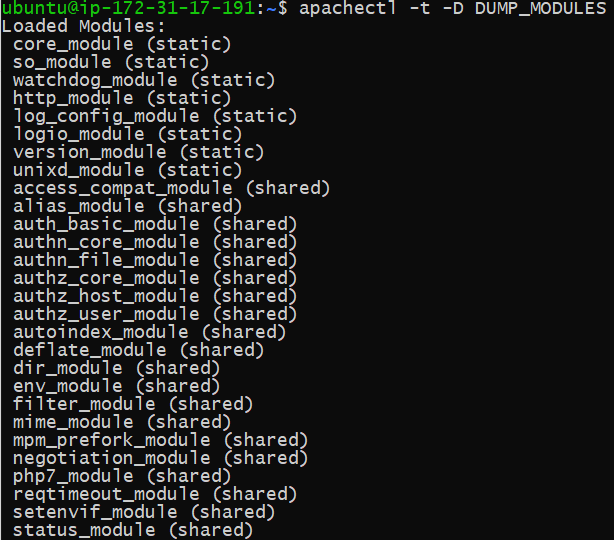 ubuntu@ip-172-31-17-191:~$ apachectl -t -D DUMP_MODULES
Loaded Modules:
 core_module (static)
 so_module (static)
 watchdog_module (static)
 http_module (static)
 log_config_module (static)
 logio_module (static)
 version_module (static)
 unixd_module (static)
 access_compat_module (shared)
 alias_module (shared)
 auth_basic_module (shared)
 authn_core_module (shared)
 authn_file_module (shared)
 authz_core_module (shared)
 authz_host_module (shared)
 authz_user_module (shared)
 autoindex_module (shared)
 deflate_module (shared)
 dir_module (shared)
 env_module (shared)
 filter_module (shared)
 mime_module (shared)
 mpm_prefork_module (shared)
 negotiation_module (shared)
 php7_module (shared)
 reqtimeout_module (shared)
 setenvif_module (shared)
 status_module (shared)